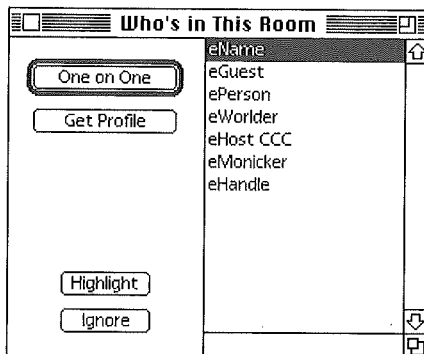 Who's in This Room
One on One
Get Profile
Highlight
Ignore
eName
eGuest
ePerson
eWorlder
eHost CCC
eMonicker
eHandle